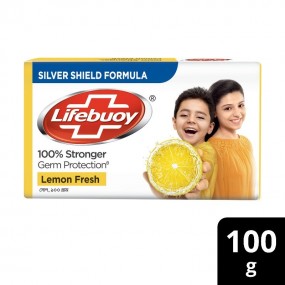 SILVER SHIELD FORMULA
Lifebuoy®
100% Stronger
Germ Protection
Lemon Fresh
100
g